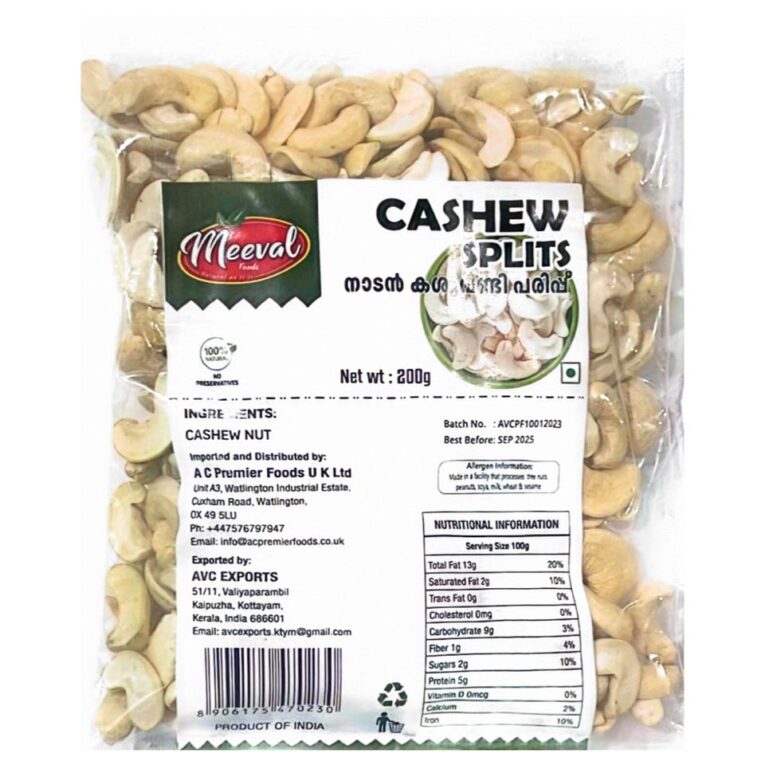 Meeval
Foods
CASHEW
SPLITS
നാടൻ കശുവണ്ടി പരിപ്പ്
100%
NATURAL
NO
PRESERVATIVES
Net wt : 200g
INGRE ENTS:
CASHEW NUT
Imported and Distributed by:
A C Premier Foods U K Ltd
Unit A3, Watlington Industrial Estate,
Cuxham Road, Watlington,
OX 49 5LU
Ph: +447576797947
Email: info@acpremierfoods.co.uk
Exported by:
AVC EXPORTS
51/11, Valiyaparambil
Kaipuzha, Kottayam,
Kerala, India 686601
Email: avcexports.ktym@gmail.com
8 906175 470230
PRODUCT OF INDIA
Batch No. : AVCPF10012023
Best Before: SEP 2025
Allergen Information:
Made in a facility that processes tree nuts,
peanuts, soya, milk, wheat & sesame
NUTRITIONAL INFORMATION
Serving Size 100g
Total Fat 13g 20%
Saturated Fat 2g 10%
Trans Fat 0g 0%
Cholesterol 0mg 0%
Carbohydrate 9g 3%
Fiber 1g 4%
Sugars 2g 10%
Protein 5g
Vitamin D 0mcg 0%
Calcium 2%
Iron 10%